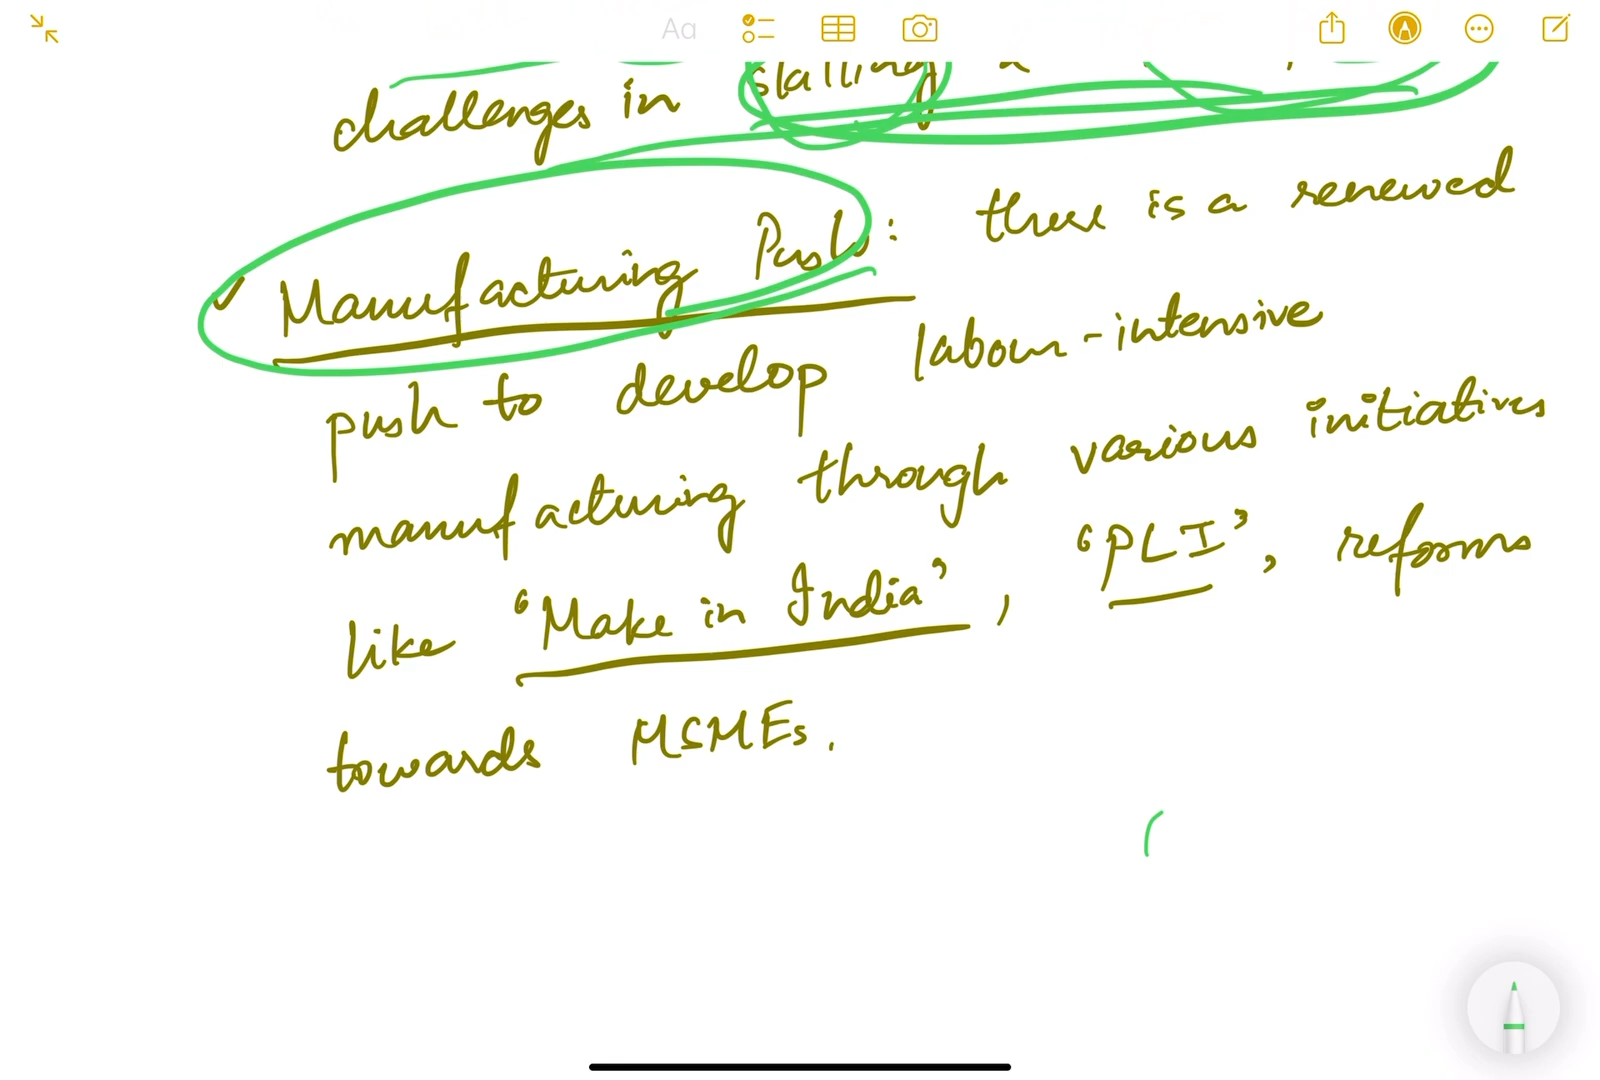 Aa
challenges in
✓ Manufacturing Push: there is a renewed
push to develop labour-intensive
manufacturing through various initiatives
like 'Make in India', 'PLI', reforms
towards MSMEs.